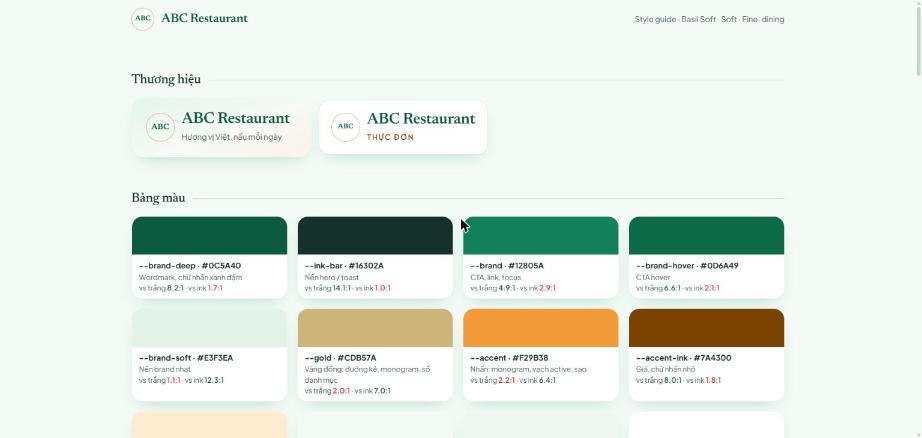 ABC ABC Restaurant
Style guide · Basil Soft · Soft · Fine-dining
Thương hiệu
ABC ABC Restaurant
Hương vị Việt, nấu mỗi ngày
ABC ABC Restaurant
THỰC ĐƠN
Bảng màu
--brand-deep · #0C5A40
Wordmark, chữ nhấn xanh đậm
vs trắng 8.2:1 · vs ink 1.7:1
--ink-bar · #16302A
Nền hero / toast
vs trắng 14.1:1 · vs ink 1.0:1
--brand · #12805A
CTA, link, focus
vs trắng 4.9:1 · vs ink 2.9:1
--brand-hover · #0D6A49
CTA hover
vs trắng 6.6:1 · vs ink 2.1:1
--brand-soft · #E3F3EA
Nền brand nhạt
vs trắng 1.1:1 · vs ink 12.3:1
--gold · #CDB57A
Vàng đồng: đường kẻ, monogram, số
danh mục
vs trắng 2.0:1 · vs ink 7.0:1
--accent · #F29B38
Nhấn: monogram, vạch active, sao
vs trắng 2.2:1 · vs ink 6.4:1
--accent-ink · #7A4300
Giá, chữ nhấn nhỏ
vs trắng 8.0:1 · vs ink 1.8:1